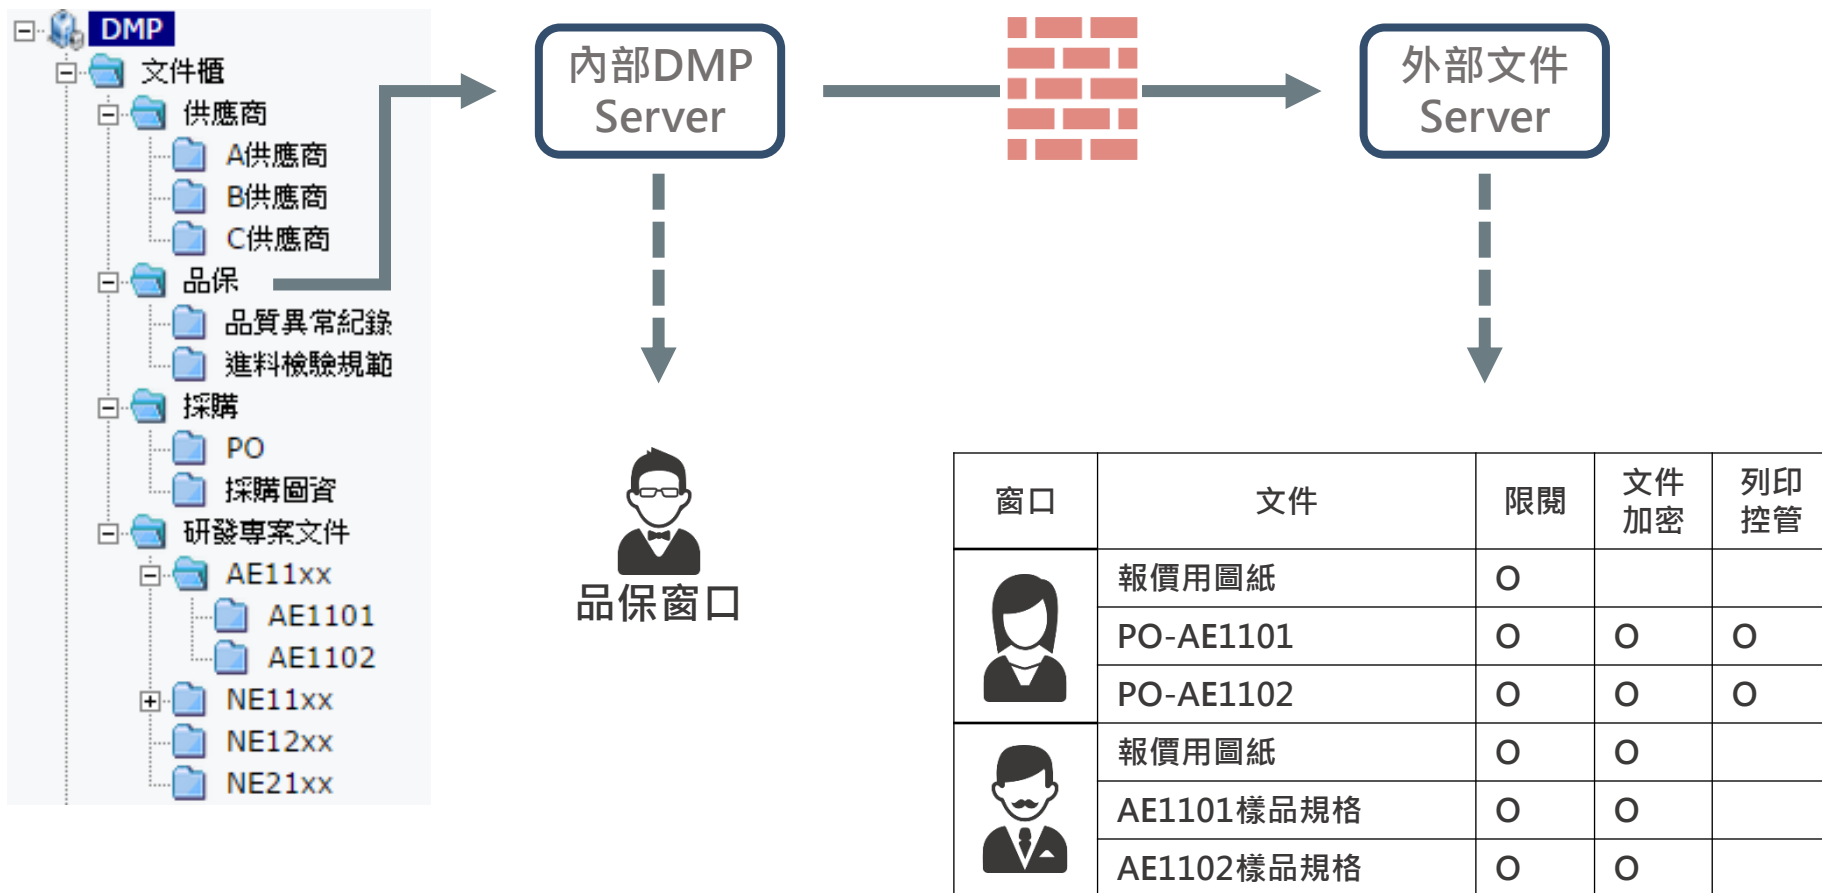 DMP
文件櫃
供應商
A供應商
B供應商
C供應商
品保
品質異常紀錄
進料檢驗規範
採購
PO
採購圖資
研發專案文件
AE11xx
AE1101
AE1102
NE11xx
NE12xx
NE21xx
內部DMP
Server
外部文件
Server
品保窗口
窗口 文件 限閱 文件加密 列印控管
報價用圖紙 O
PO-AE1101 O O O
PO-AE1102 O O O
報價用圖紙 O O
AE1101樣品規格 O O
AE1102樣品規格 O O